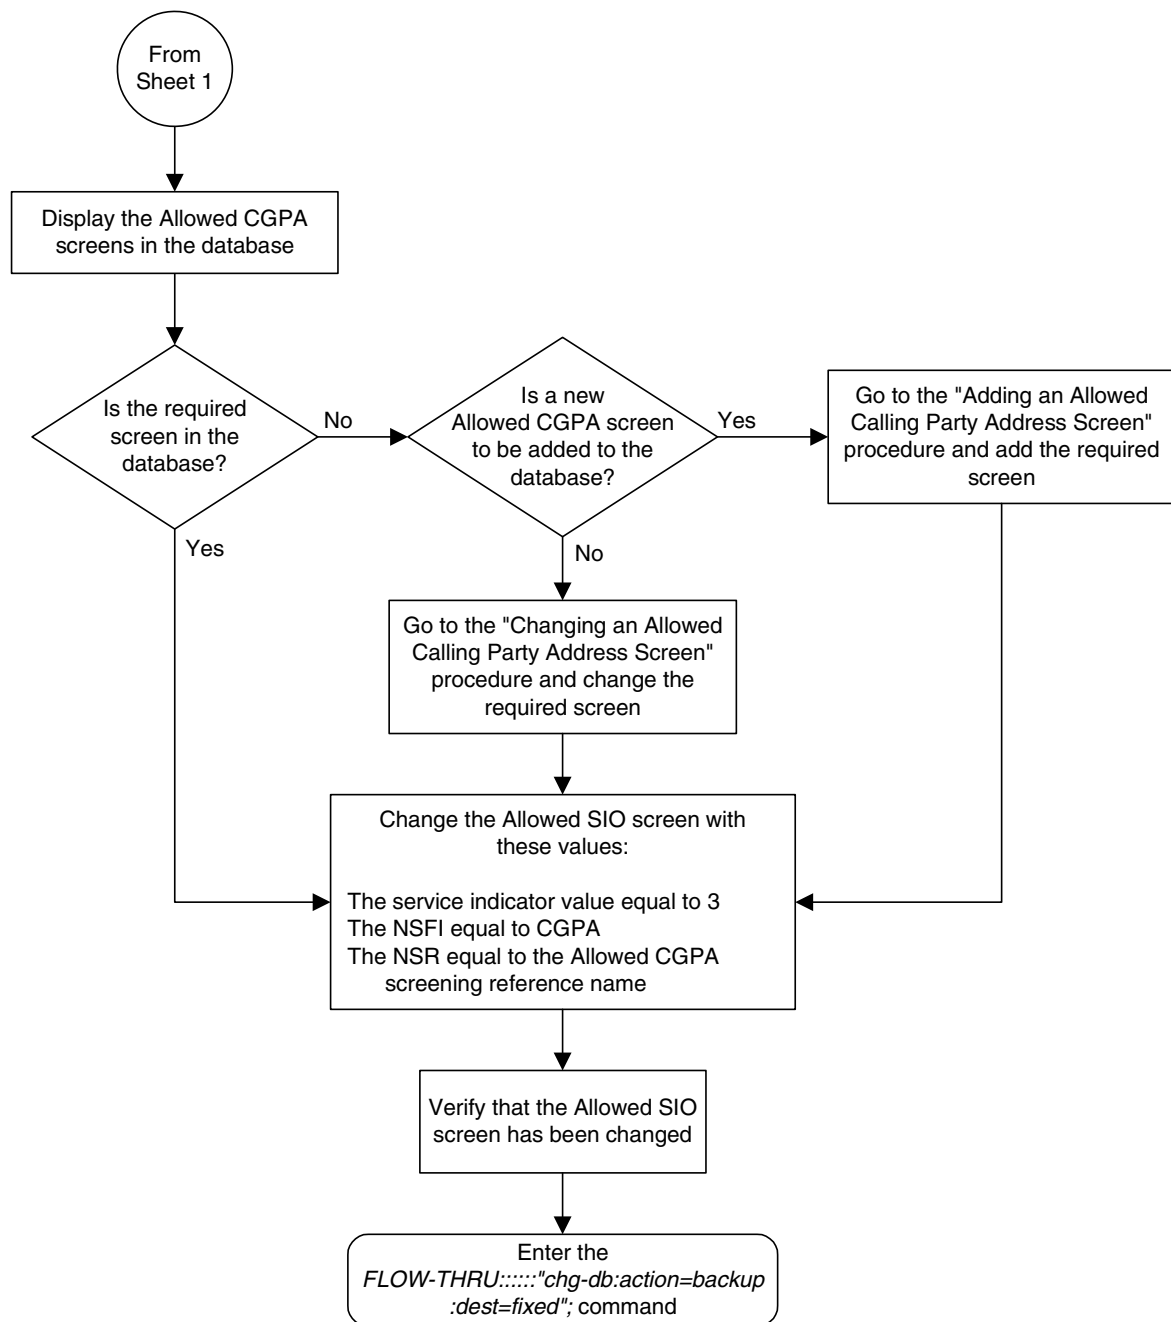 From
Sheet 1
Display the Allowed CGPA
screens in the database
Is the required
screen in the
database?
No
Yes
Is a new
Allowed CGPA screen
to be added to the
database?
Yes
No
Go to the "Adding an Allowed
Calling Party Address Screen"
procedure and add the required
screen
Go to the "Changing an Allowed
Calling Party Address Screen"
procedure and change the
required screen
Change the Allowed SIO screen with
these values:
The service indicator value equal to 3
The NSFI equal to CGPA
The NSR equal to the Allowed CGPA
screening reference name
Verify that the Allowed SIO
screen has been changed
Enter the
FLOW-THRU::::::"chg-db:action=backup
:dest=fixed"; command